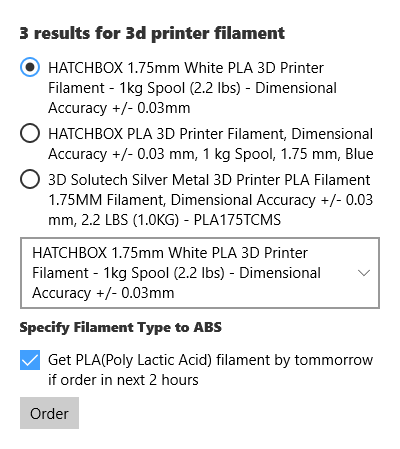 3 results for 3d printer filament
HATCHBOX 1.75mm White PLA 3D Printer
Filament - 1kg Spool (2.2 lbs) - Dimensional
Accuracy +/- 0.03mm
HATCHBOX PLA 3D Printer Filament, Dimensional
Accuracy +/- 0.03 mm, 1 kg Spool, 1.75 mm, Blue
3D Solutech Silver Metal 3D Printer PLA Filament
1.75MM Filament, Dimensional Accuracy +/- 0.03
mm, 2.2 LBS (1.0KG) - PLA175TCMS
HATCHBOX 1.75mm White PLA 3D Printer
Filament - 1kg Spool (2.2 lbs) - Dimensional
Accuracy +/- 0.03mm
Specify Filament Type to ABS
Get PLA(Poly Lactic Acid) filament by tommorrow
if order in next 2 hours
Order